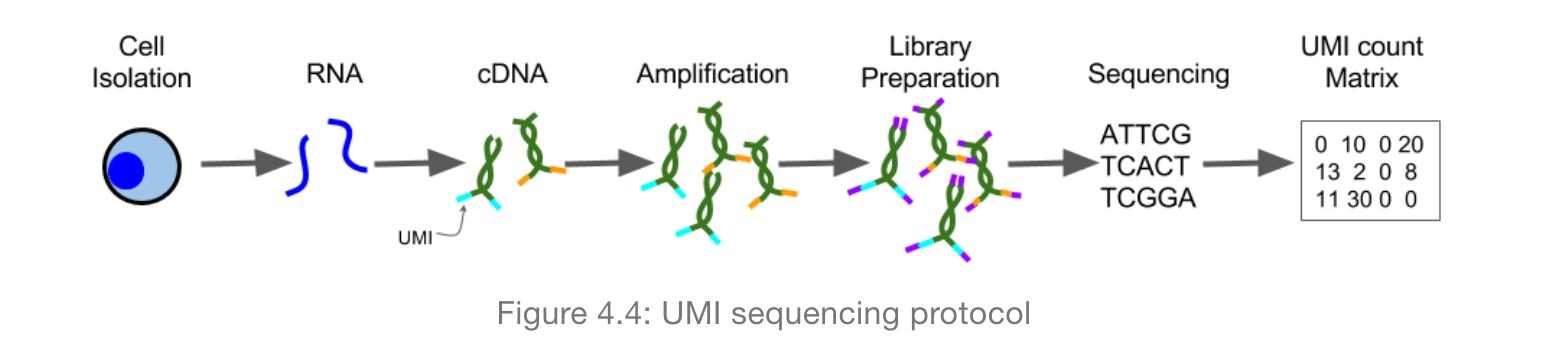 Cell
Isolation
RNA
cDNA
Amplification
Library
Preparation
Sequencing
UMI count
Matrix
UMI
ATTCG
TCACT
TCGGA
0 10 0 20
13 2 0 8
11 30 0 0
Figure 4.4: UMI sequencing protocol